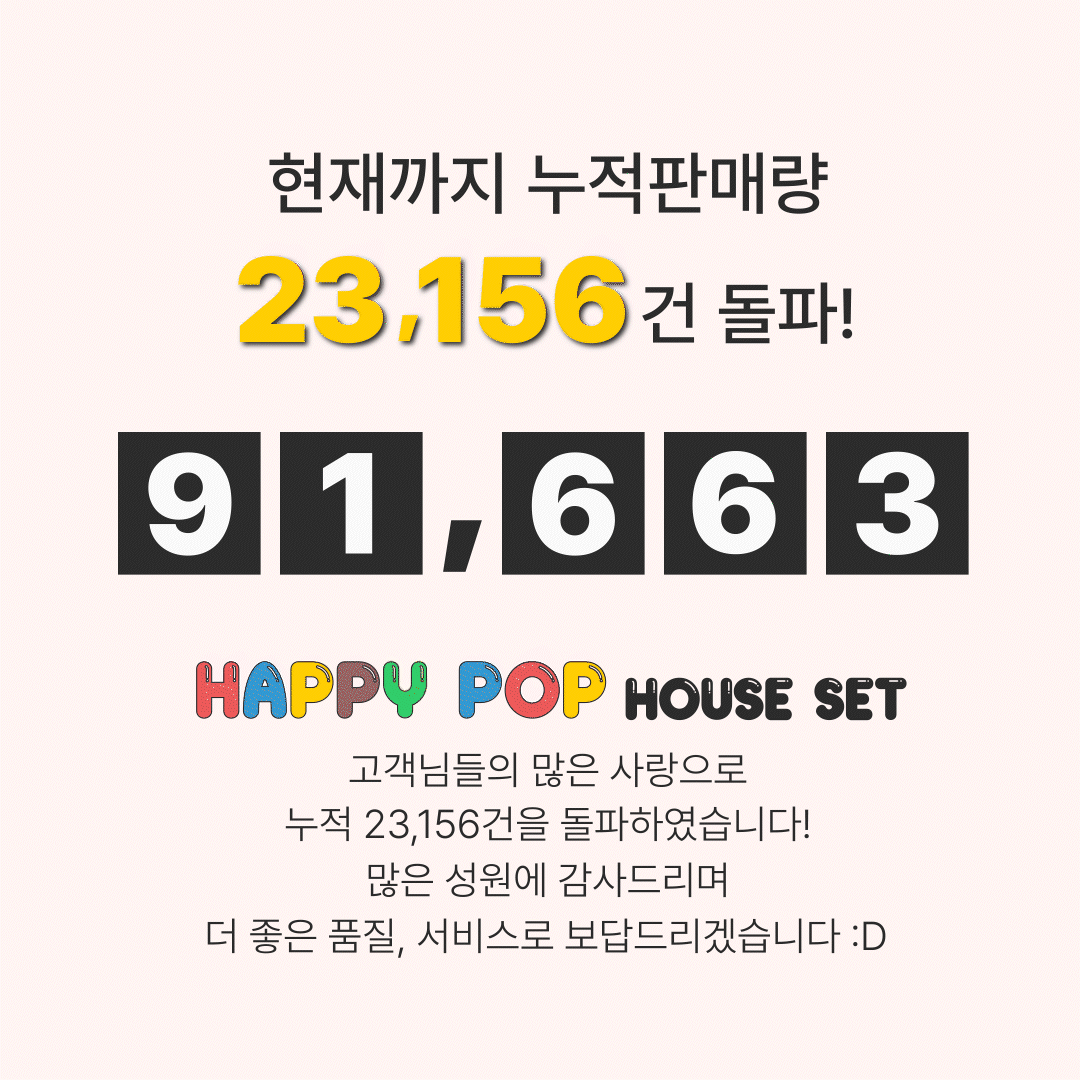 현재까지 누적판매량
23,156건 돌파!
91,663
HAPPY POP HOUSE SET
고객님들의 많은 사랑으로
누적 23,156건을 돌파하였습니다!
많은 성원에 감사드리며
더 좋은 품질, 서비스로 보답드리겠습니다 :D